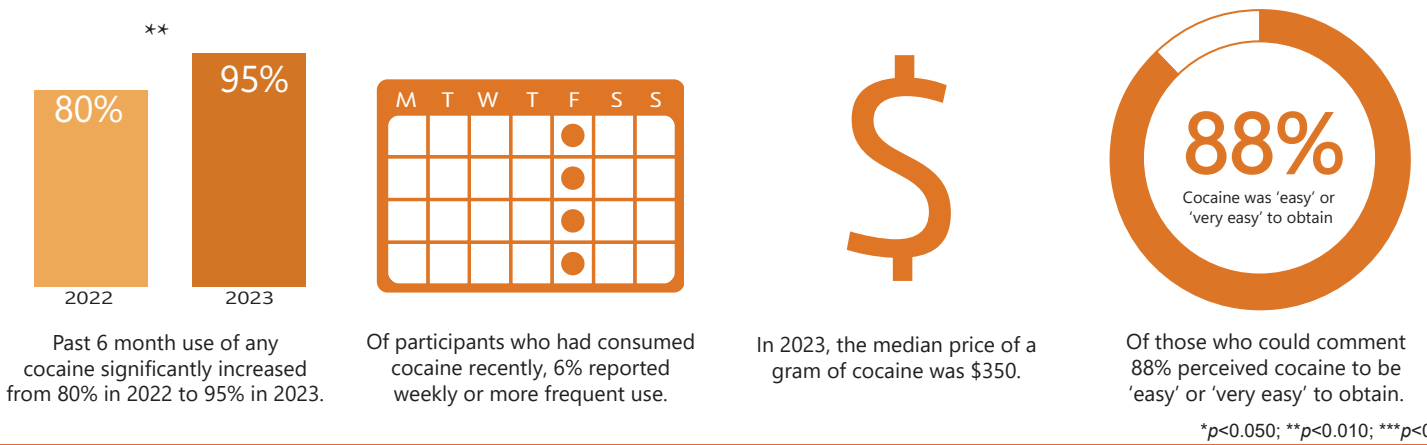 **
80%
95%
2022
2023
Past 6 month use of any
cocaine significantly increased
from 80% in 2022 to 95% in 2023.
M T W T F S S
Of participants who had consumed
cocaine recently, 6% reported
weekly or more frequent use.
$
In 2023, the median price of a
gram of cocaine was $350.
88%
Cocaine was ‘easy’ or
‘very easy’ to obtain
Of those who could comment
88% perceived cocaine to be
‘easy’ or ‘very easy’ to obtain.
*p<0.050; **p<0.010; ***p<